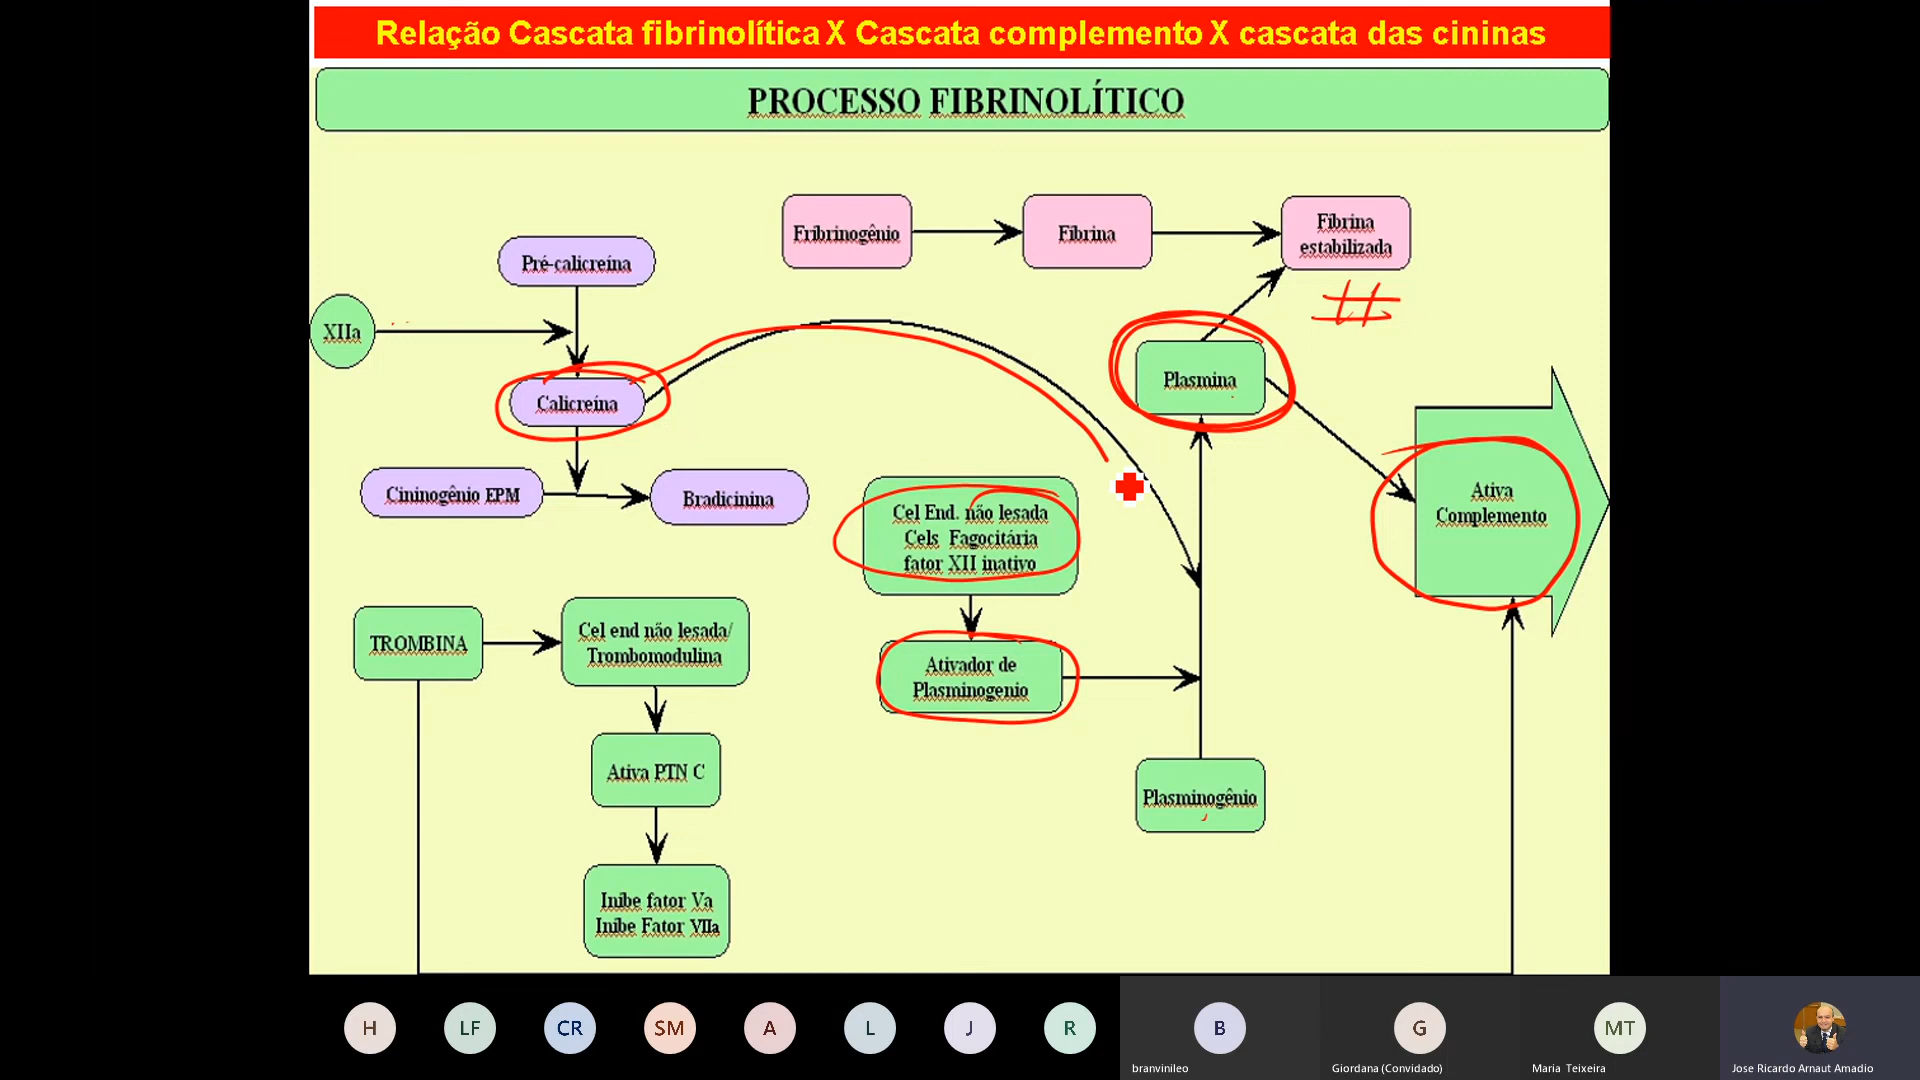 Relação Cascata fibrinolítica X Cascata complemento X cascata das cininas
PROCESSO FIBRINOLÍTICO
Fribrinogênio
Fibrina
Fibrina
estabilizada
Pré-calicreína
XIIa
Calicreína
Plasmina
Cininogênio EPM
Bradicinina
Cel End. não lesada
Cels Fagocitária
fator XII inativo
Ativa
Complemento
TROMBINA
Cel end não lesada/
Trombomodulina
Ativador de
Plasminogenio
Ativa PTN C
Plasminogênio
Inibe fator Va
Inibe Fator VIIa
H
LF
CR
SM
A
L
J
R
B
G
MT
branvinileo
Giordana (Convidado)
Maria Teixeira
Jose Ricardo Arnaut Amadio